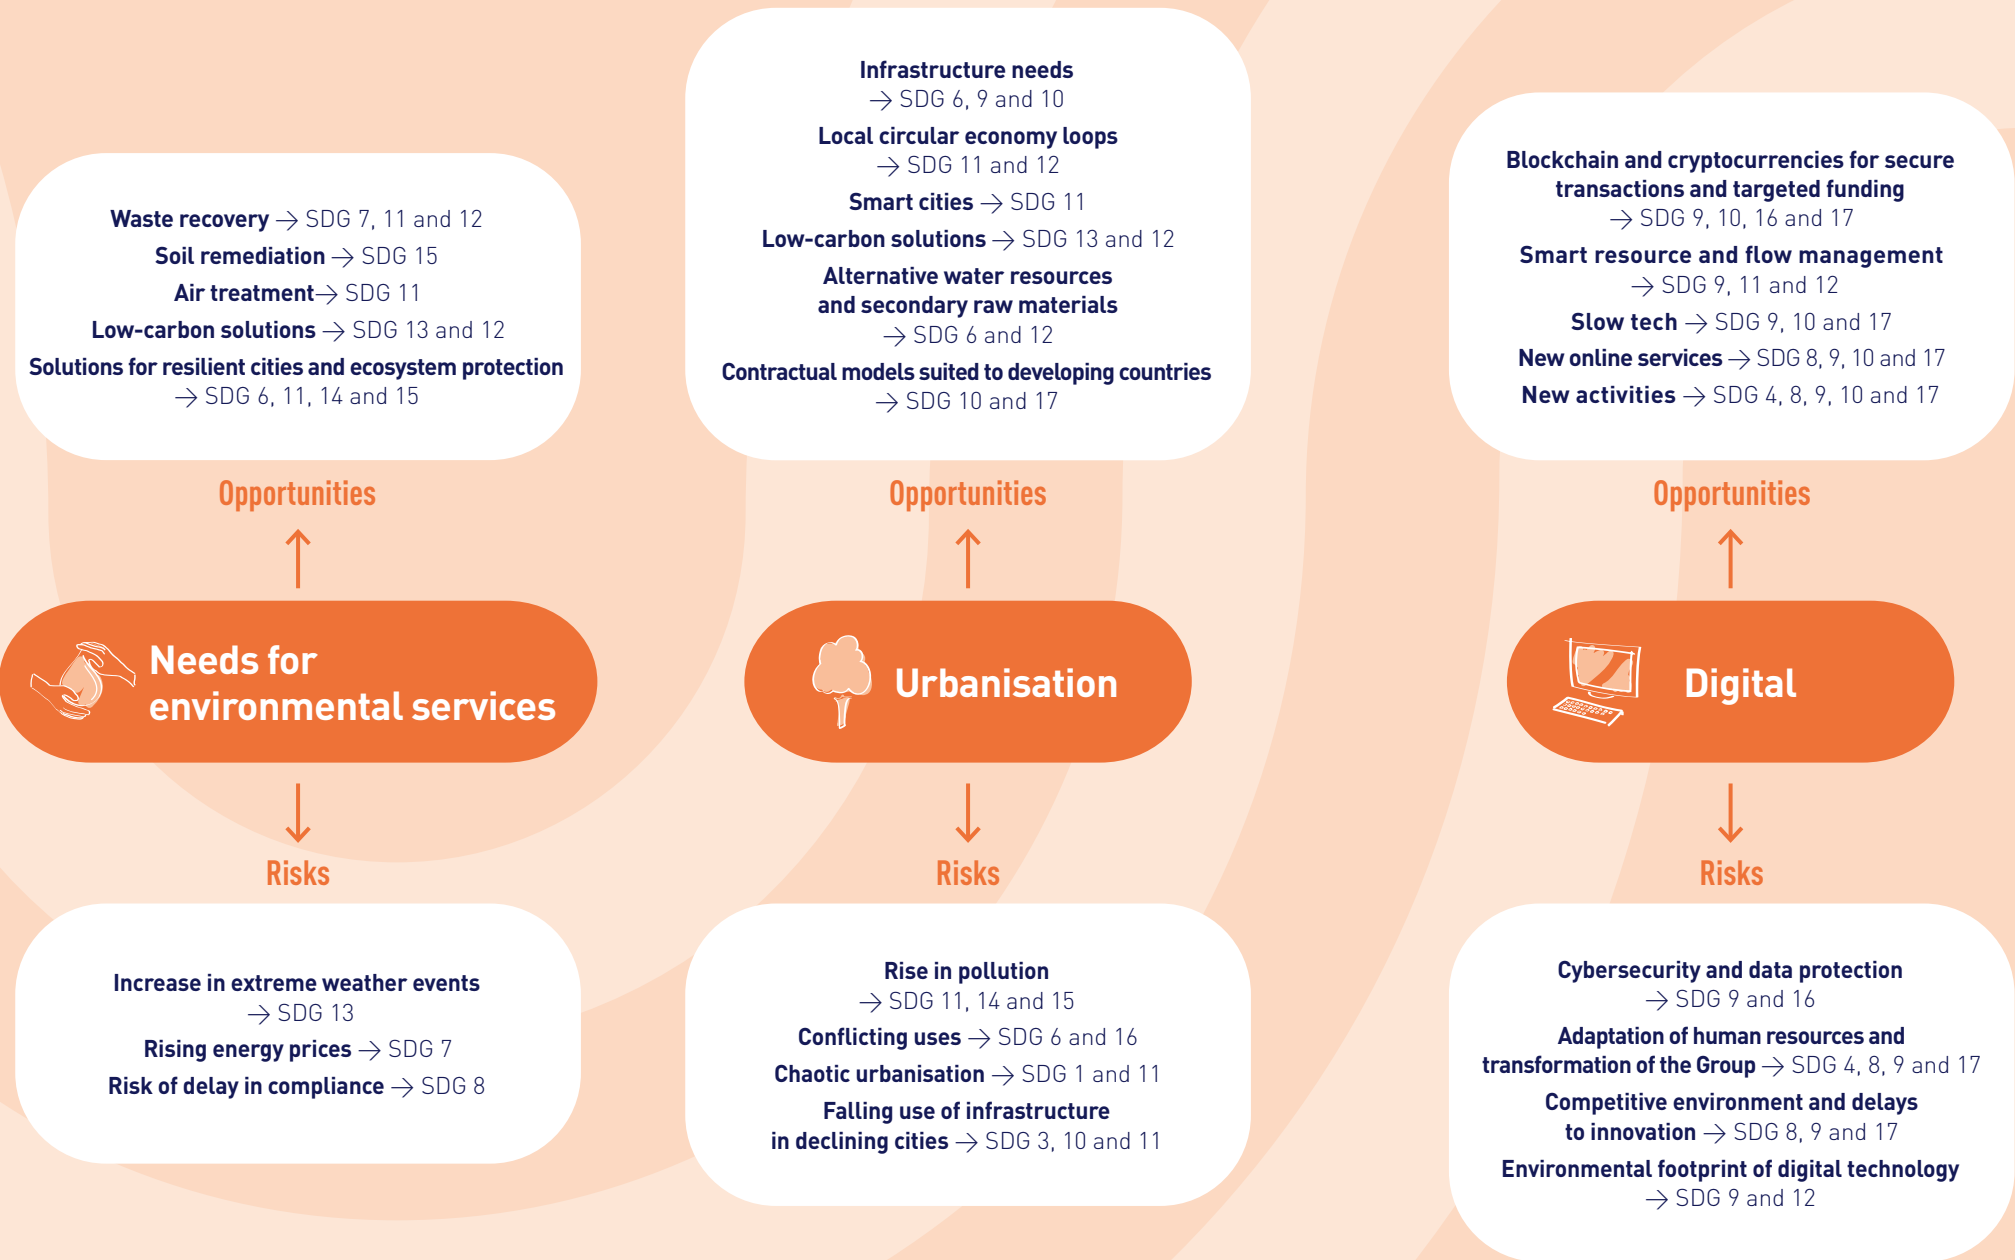 Waste recovery → SDG 7, 11 and 12
Soil remediation → SDG 15
Air treatment→ SDG 11
Low-carbon solutions → SDG 13 and 12
Solutions for resilient cities and ecosystem protection
→ SDG 6, 11, 14 and 15
Opportunities
Needs for
environmental services
Risks
Increase in extreme weather events
→ SDG 13
Rising energy prices → SDG 7
Risk of delay in compliance → SDG 8
Infrastructure needs
→ SDG 6, 9 and 10
Local circular economy loops
→ SDG 11 and 12
Smart cities → SDG 11
Low-carbon solutions → SDG 13 and 12
Alternative water resources
and secondary raw materials
→ SDG 6 and 12
Contractual models suited to developing countries
→ SDG 10 and 17
Opportunities
Urbanisation
Risks
Rise in pollution
→ SDG 11, 14 and 15
Conflicting uses → SDG 6 and 16
Chaotic urbanisation → SDG 1 and 11
Falling use of infrastructure
in declining cities → SDG 3, 10 and 11
Blockchain and cryptocurrencies for secure
transactions and targeted funding
→ SDG 9, 10, 16 and 17
Smart resource and flow management
→ SDG 9, 11 and 12
Slow tech → SDG 9, 10 and 17
New online services → SDG 8, 9, 10 and 17
New activities → SDG 4, 8, 9, 10 and 17
Opportunities
Digital
Risks
Cybersecurity and data protection
→ SDG 9 and 16
Adaptation of human resources and
transformation of the Group → SDG 4, 8, 9 and 17
Competitive environment and delays
to innovation → SDG 8, 9 and 17
Environmental footprint of digital technology
→ SDG 9 and 12